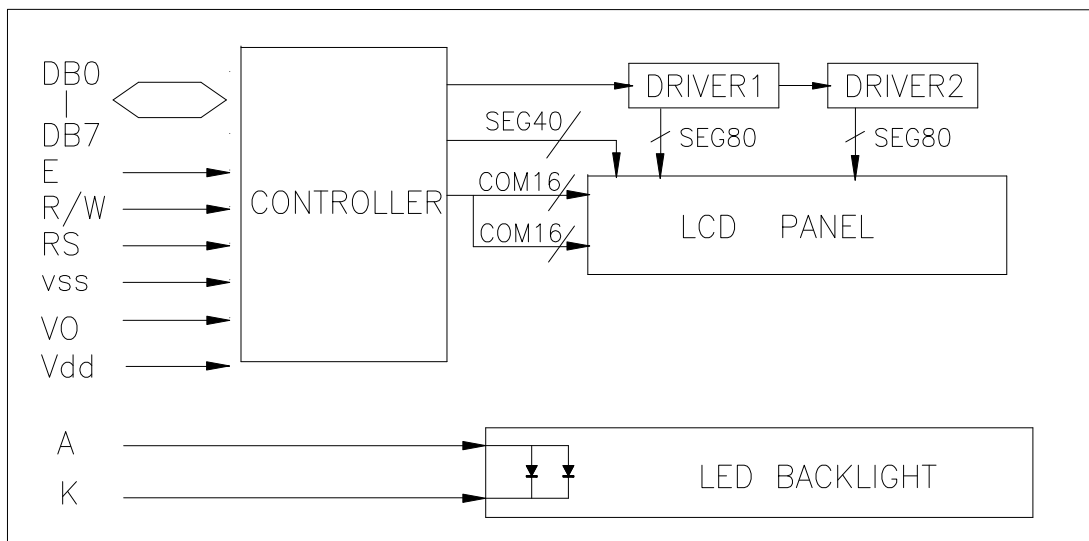 DB0
DB7
E
R/W
RS
vss
VO
Vdd
A
K
CONTROLLER
SEG40
COM16
COM16
DRIVER1
DRIVER2
SEG80
SEG80
LCD PANEL
LED BACKLIGHT